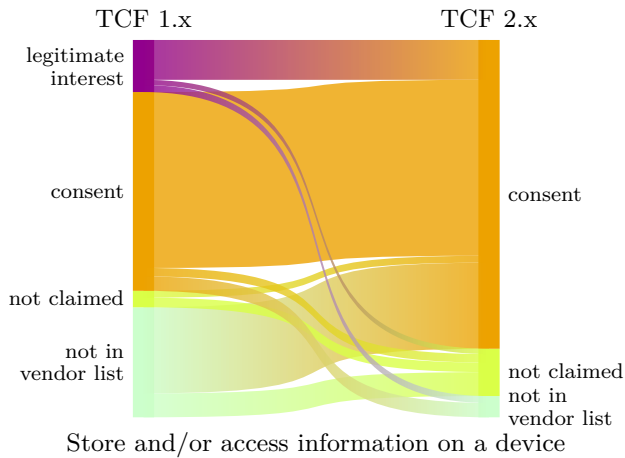 TCF 1.x
TCF 2.x
legitimate
interest
consent
not claimed
not in
vendor list
consent
not claimed
not in
vendor list
Store and/or access information on a device